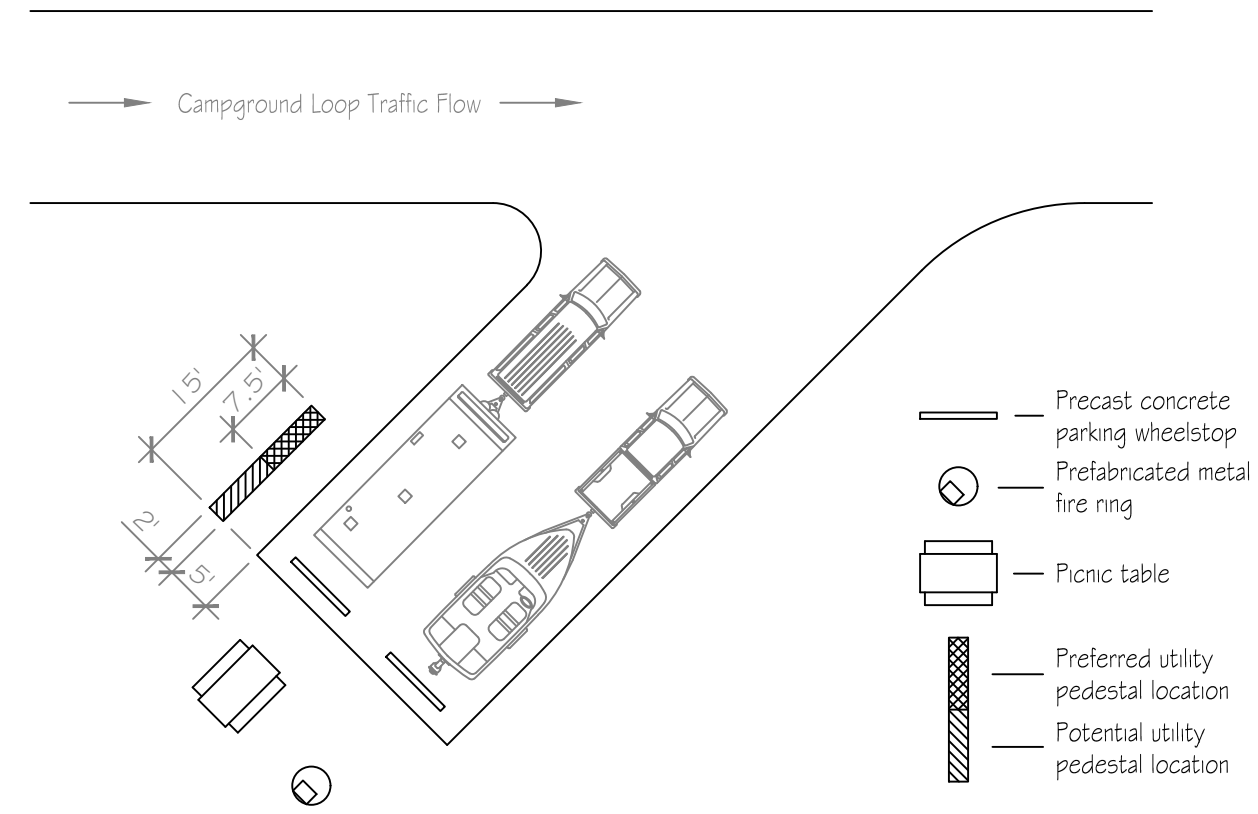 Campground Loop Traffic Flow
15'
7.5'
2'
5'
Precast concrete
parking wheelstop
Prefabricated metal
fire ring
Picnic table
Preferred utility
pedestal location
Potential utility
pedestal location